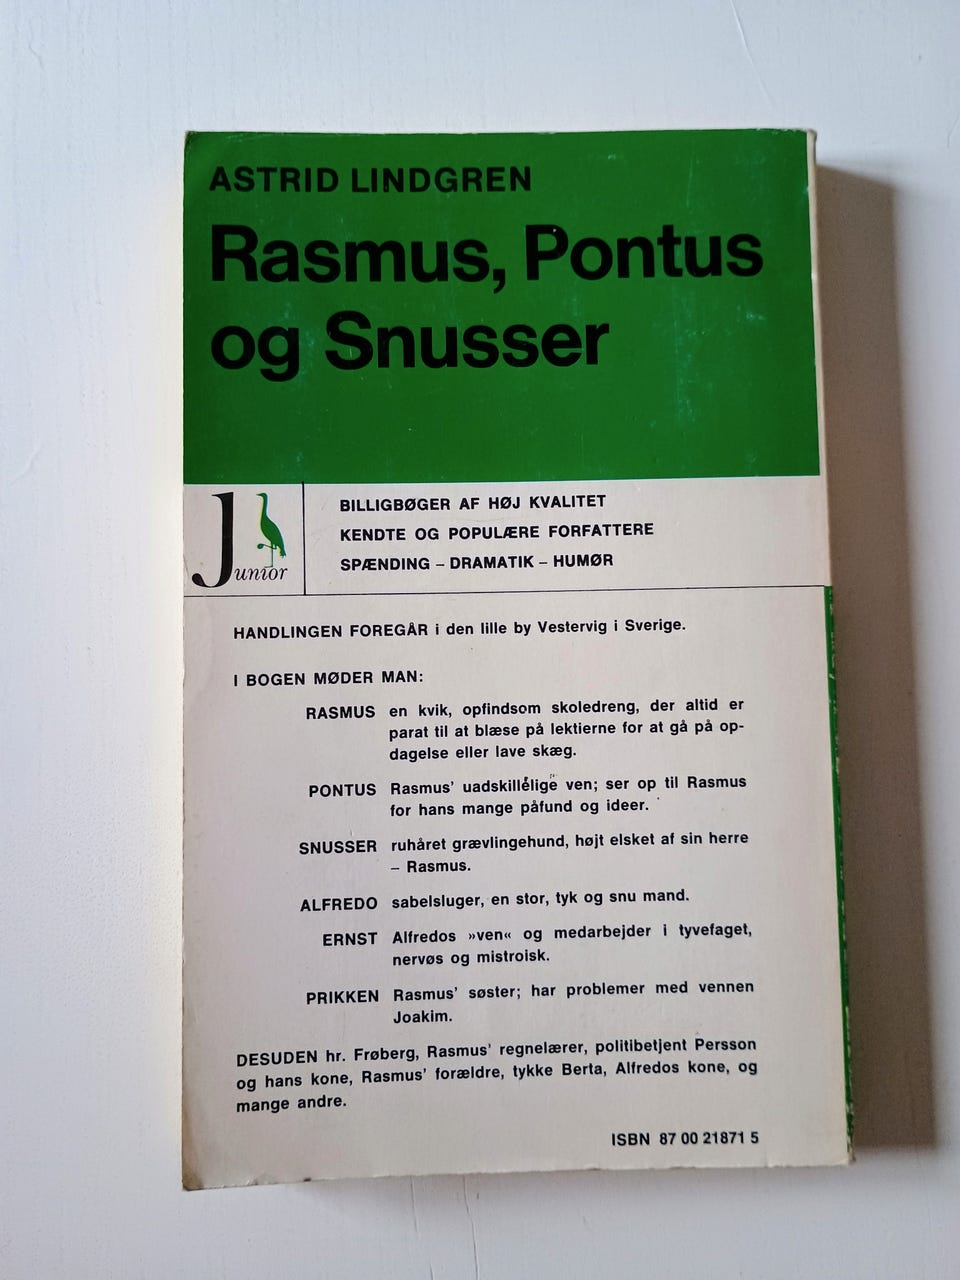 ASTRID LINDGREN
Rasmus, Pontus
og Snusser
Junior
BILLIGBØGER AF HØJ KVALITET
KENDTE OG POPULÆRE FORFATTERE
SPÆNDING – DRAMATIK – HUMØR
HANDLINGEN FOREGÅR i den lille by Vestervig i Sverige.
I BOGEN MØDER MAN:
RASMUS en kvik, opfindsom skoledreng, der altid er
parat til at blæse på lektierne for at gå på op-
dagelse eller lave skæg.
PONTUS Rasmus' uadskillelige ven; ser op til Rasmus
for hans mange påfund og ideer.
SNUSSER ruhåret grævlingehund, højt elsket af sin herre
– Rasmus.
ALFREDO sabelsluger, en stor, tyk og snu mand.
ERNST Alfredos »ven« og medarbejder i tyvefaget,
nervøs og mistroisk.
PRIKKEN Rasmus' søster; har problemer med vennen
Joakim.
DESUDEN hr. Frøberg, Rasmus' regnelærer, politibetjent Persson
og hans kone, Rasmus' forældre, tykke Berta, Alfredos kone, og
mange andre.
ISBN 87 00 21871 5